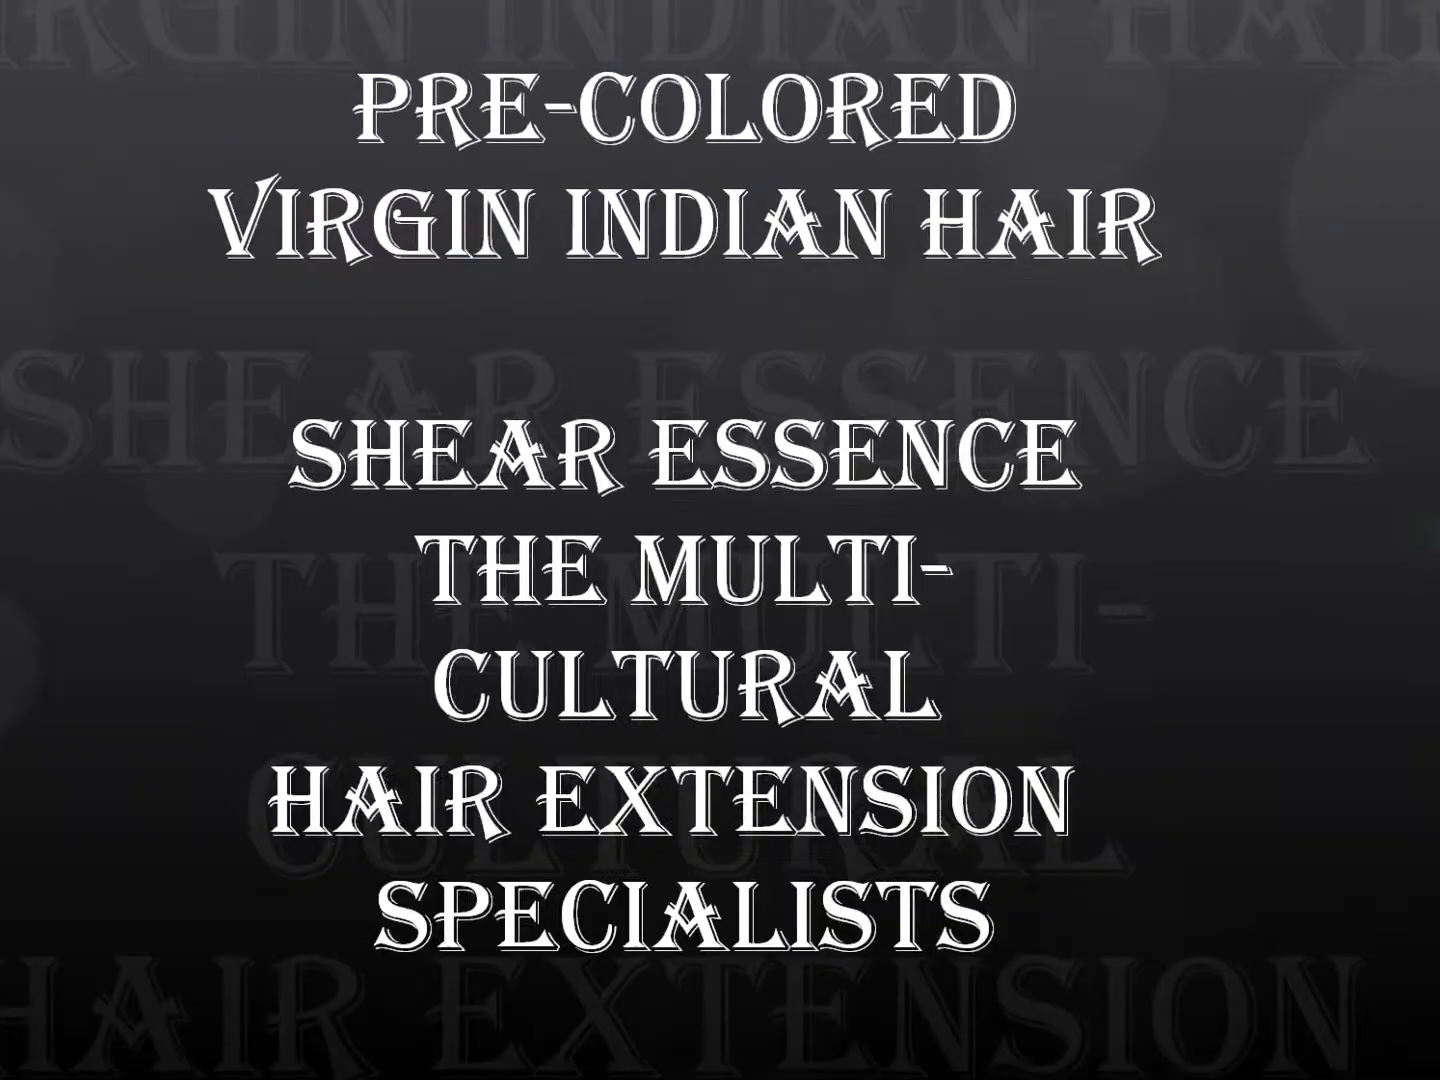 PRE-COLORED
VIRGIN INDIAN HAIR
SHEAR ESSENCE
THE MULTI-
CULTURAL
HAIR EXTENSION
SPECIALISTS